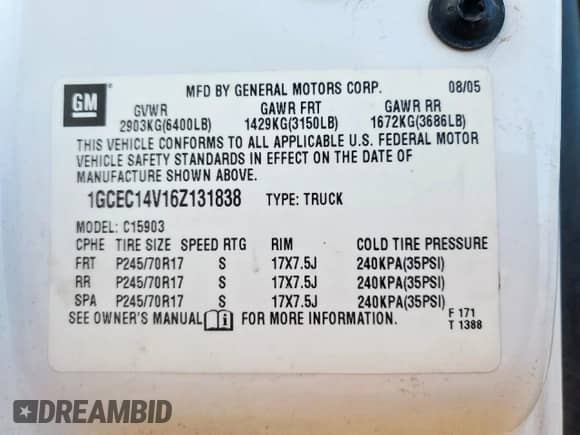 GM
MFD BY GENERAL MOTORS CORP. 08/05
GVWR GAWR FRT GAWR RR
2903KG(6400LB) 1429KG(3150LB) 1672KG(3686LB)
THIS VEHICLE CONFORMS TO ALL APPLICABLE U.S. FEDERAL MOTOR
VEHICLE SAFETY STANDARDS IN EFFECT ON THE DATE OF
MANUFACTURE SHOWN ABOVE.
1GCEC14V16Z131838 TYPE: TRUCK
MODEL: C15903
CPHE TIRE SIZE SPEED RTG RIM COLD TIRE PRESSURE
FRT P245/70R17 S 17X7.5J 240KPA(35PSI)
RR P245/70R17 S 17X7.5J 240KPA(35PSI)
SPA P245/70R17 S 17X7.5J 240KPA(35PSI)
SEE OWNER'S MANUAL i FOR MORE INFORMATION. F 171
T 1388
DREAMBID